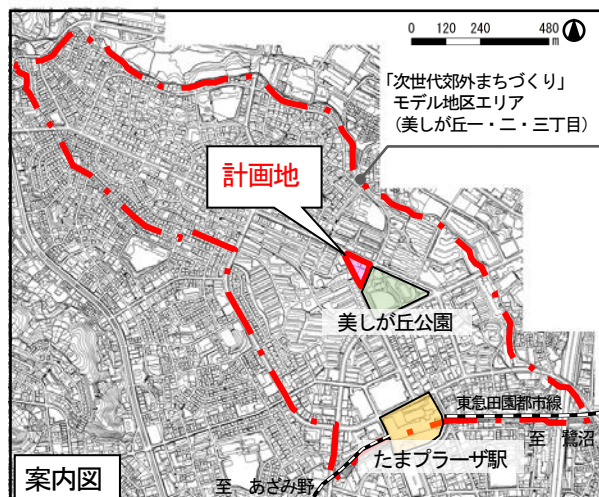 0 120 240 480
m
「次世代郊外まちづくり」
モデル地区エリア
（美しが丘一・二・三丁目）
計画地
美しが丘公園
東急田園都市線
至 鷺沼
たまプラーザ駅
至 あざみ野
案内図